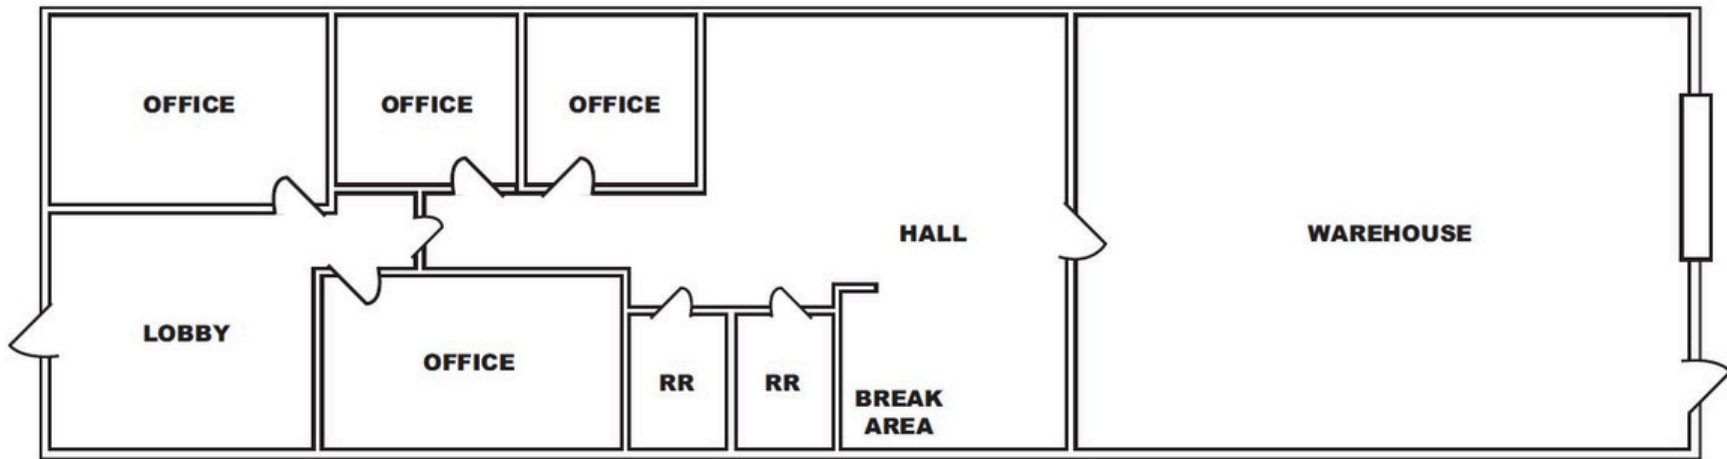 OFFICE
OFFICE
OFFICE
HALL
WAREHOUSE
LOBBY
OFFICE
RR
RR
BREAK
AREA